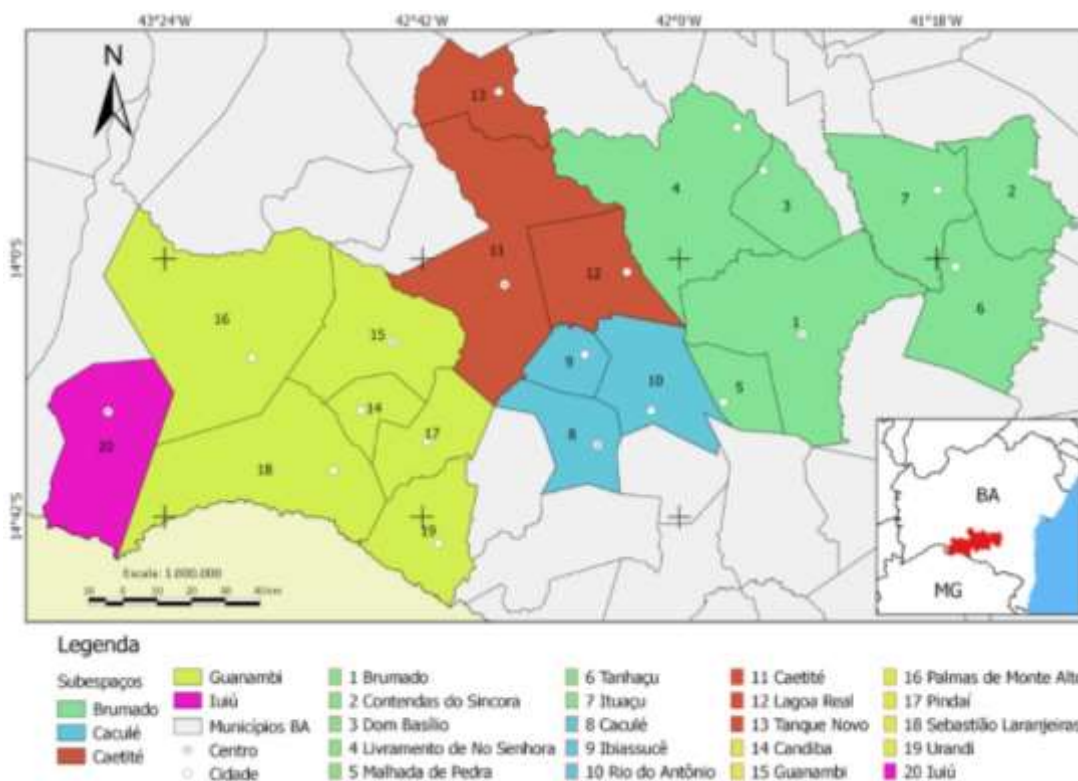 43°24'W 42°42'W 42°0'W 41°18'W
N
13
4
3
7
2
14°0'S
11
12
16
15
1
6
9
10
5
14
17
20
8
18
19
14°42'S
BA
MG
Escala: 1.000.000
Legenda
Subespaços
Brumado
Caculé
Caetité
Guanambi
Iuiú
Municípios BA
Centro
Cidade
1 Brumado
2 Contendas do Sincora
3 Dom Basílio
4 Livramento de No Senhora
5 Malhada de Pedra
6 Tanhaçu
7 Ituaçu
8 Caculé
9 Ibiassucê
10 Rio do Antônio
11 Caetité
12 Lagoa Real
13 Tanque Novo
14 Candiba
15 Guanambi
16 Palmas de Monte Alto
17 Pindaí
18 Sebastião Laranjeiras
19 Urandi
20 Iuiú